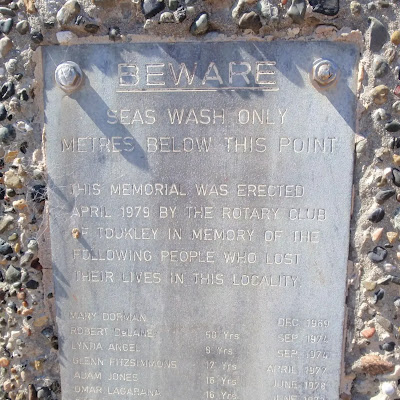 BEWARE
SEAS WASH ONLY
METRES BELOW THIS POINT
THIS MEMORIAL WAS ERECTED
APRIL 1979 BY THE ROTARY CLUB
OF TOUKLEY IN MEMORY OF THE
FOLLOWING PEOPLE WHO LOST
THEIR LIVES IN THIS LOCALITY
MARY DORMAN DEC 1969
ROBERT Yrs SEP 1974
LYNDA ANGEL 9 Yrs SEP 1974
GLENN FITZSIMMONS 17 Yrs APRIL 1977
ADAM JONES 16 Yrs JUNE 1978
OMAR 16 Yrs JUNE